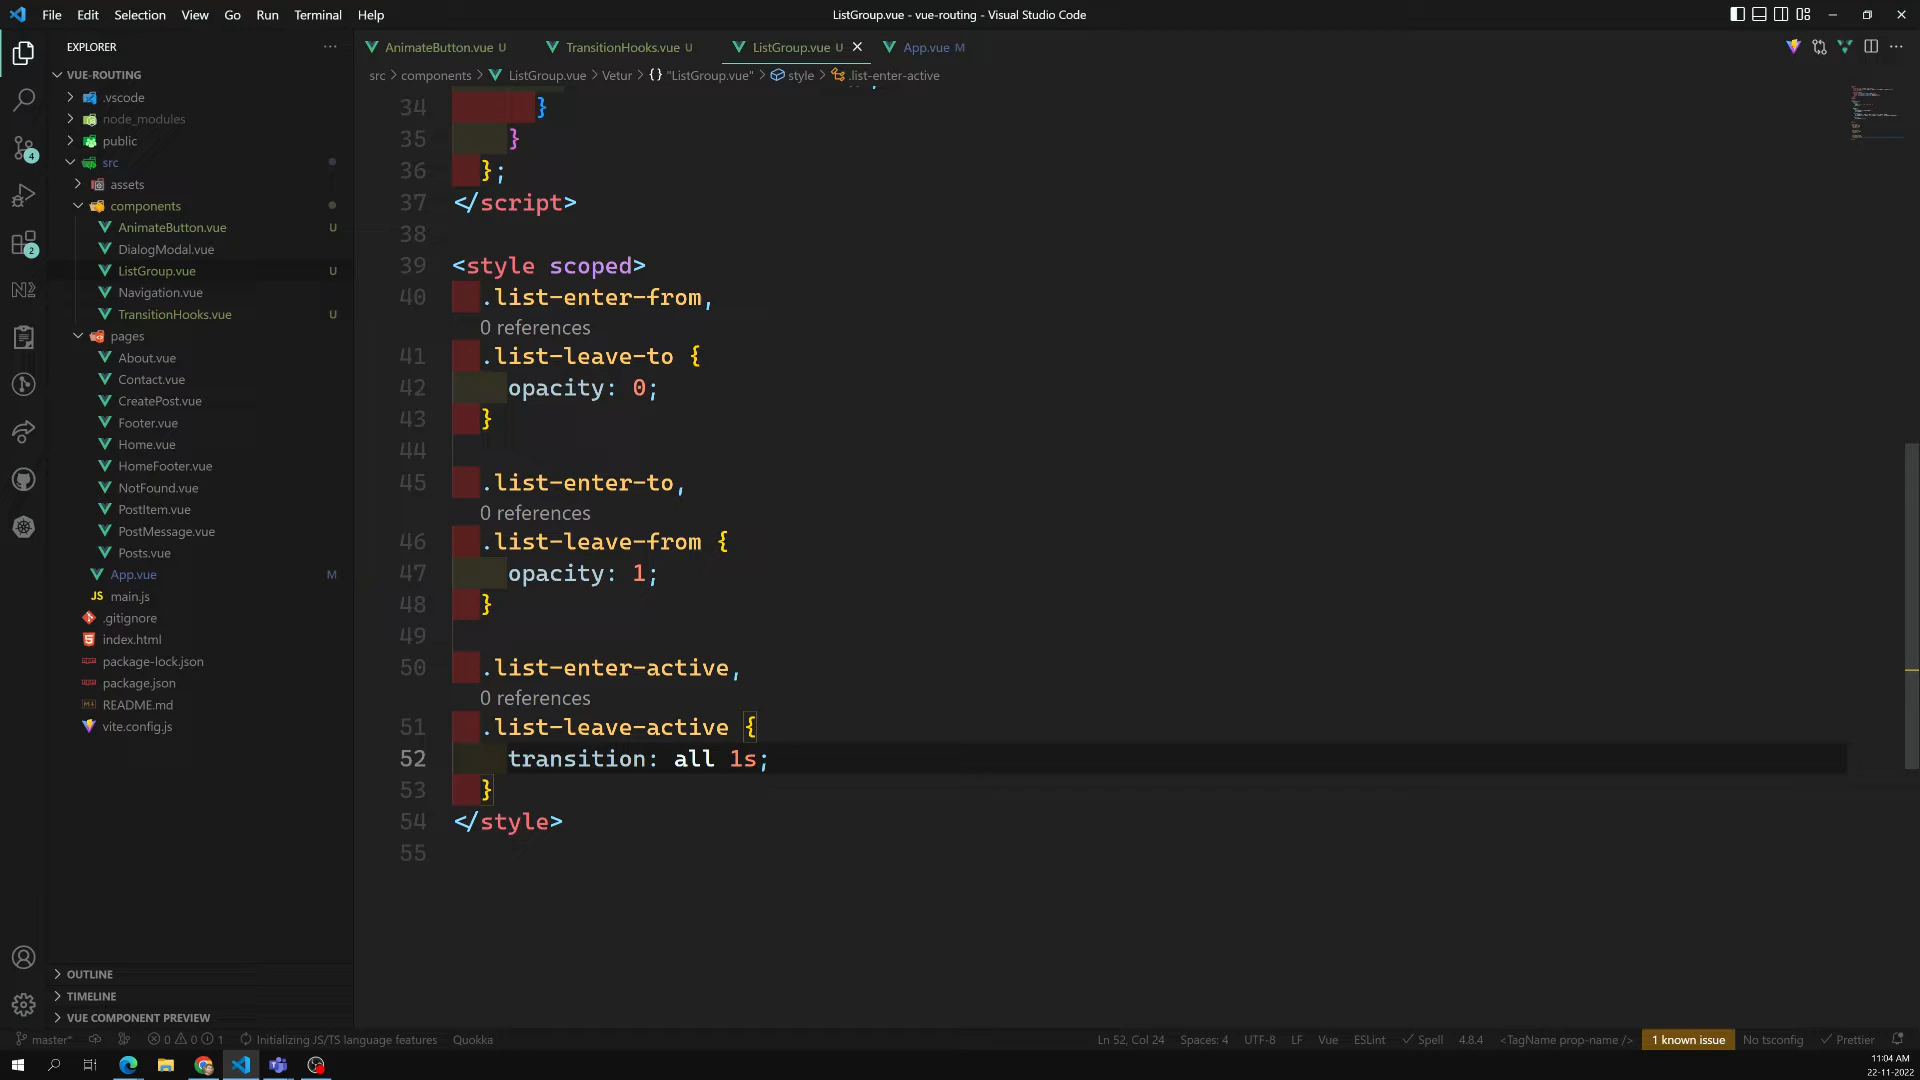 File Edit Selection View Go Run Terminal Help
ListGroup.vue - vue-routing - Visual Studio Code
EXPLORER
AnimateButton.vue U
TransitionHooks.vue U
ListGroup.vue U
App.vue M
src > components > ListGroup.vue > Vetur > {} "ListGroup.vue" > style > .list-enter-active
VUE-ROUTING
.vscode
node_modules
public
src
assets
components
AnimateButton.vue U
DialogModal.vue
ListGroup.vue U
Navigation.vue
TransitionHooks.vue U
pages
About.vue
Contact.vue
CreatePost.vue
Footer.vue
Home.vue
HomeFooter.vue
NotFound.vue
PostItem.vue
PostMessage.vue
Posts.vue
App.vue M
JS main.js
.gitignore
index.html
package-lock.json
package.json
README.md
vite.config.js
OUTLINE
TIMELINE
VUE COMPONENT PREVIEW
4
2
34 }
35 }
36 };
37 </script>
38
39 <style scoped>
40 .list-enter-from,
0 references
41 .list-leave-to {
42 opacity: 0;
43 }
44
45 .list-enter-to,
0 references
46 .list-leave-from {
47 opacity: 1;
48 }
49
50 .list-enter-active,
0 references
51 .list-leave-active {
52 transition: all 1s;
53 }
54 </style>
55
master* 0 0 1 Initializing JS/TS language features Quokka
Ln 52, Col 24 Spaces: 4 UTF-8 LF Vue ESLint Spell 4.8.4 <TagName prop-name /> 1 known issue No tsconfig Prettier
11:04 AM
22-11-2022